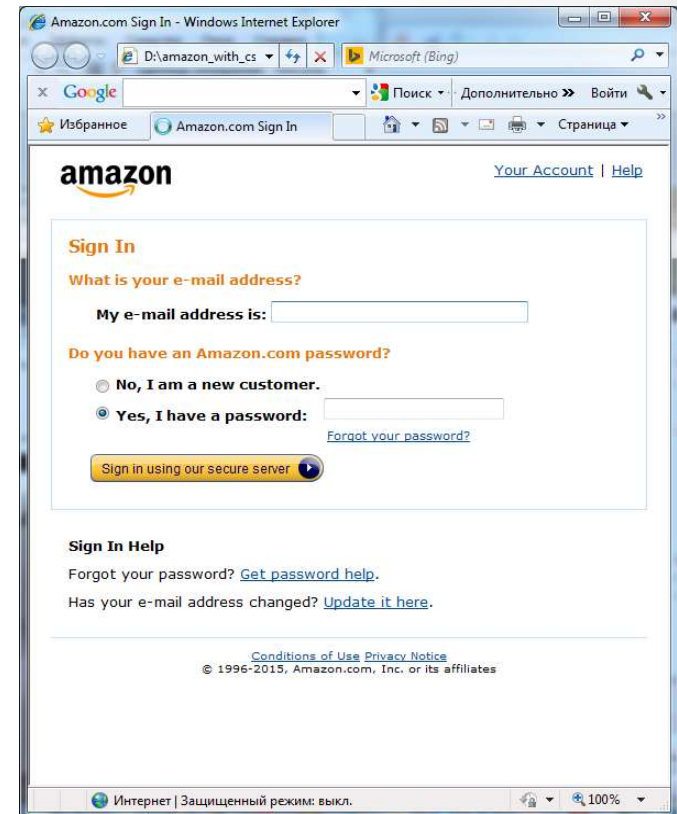 Amazon.com Sign In - Windows Internet Explorer
D:\amazon_with_cs Microsoft (Bing)
x Google Поиск Дополнительно >> Войти
Избранное Amazon.com Sign In Страница >>
amazon Your Account | Help
Sign In
What is your e-mail address?
My e-mail address is:
Do you have an Amazon.com password?
No, I am a new customer.
Yes, I have a password:
Forgot your password?
Sign in using our secure server
Sign In Help
Forgot your password? Get password help.
Has your e-mail address changed? Update it here.
Conditions of Use Privacy Notice
© 1996-2015, Amazon.com, Inc. or its affiliates
Интернет | Защищенный режим: выкл. 100%